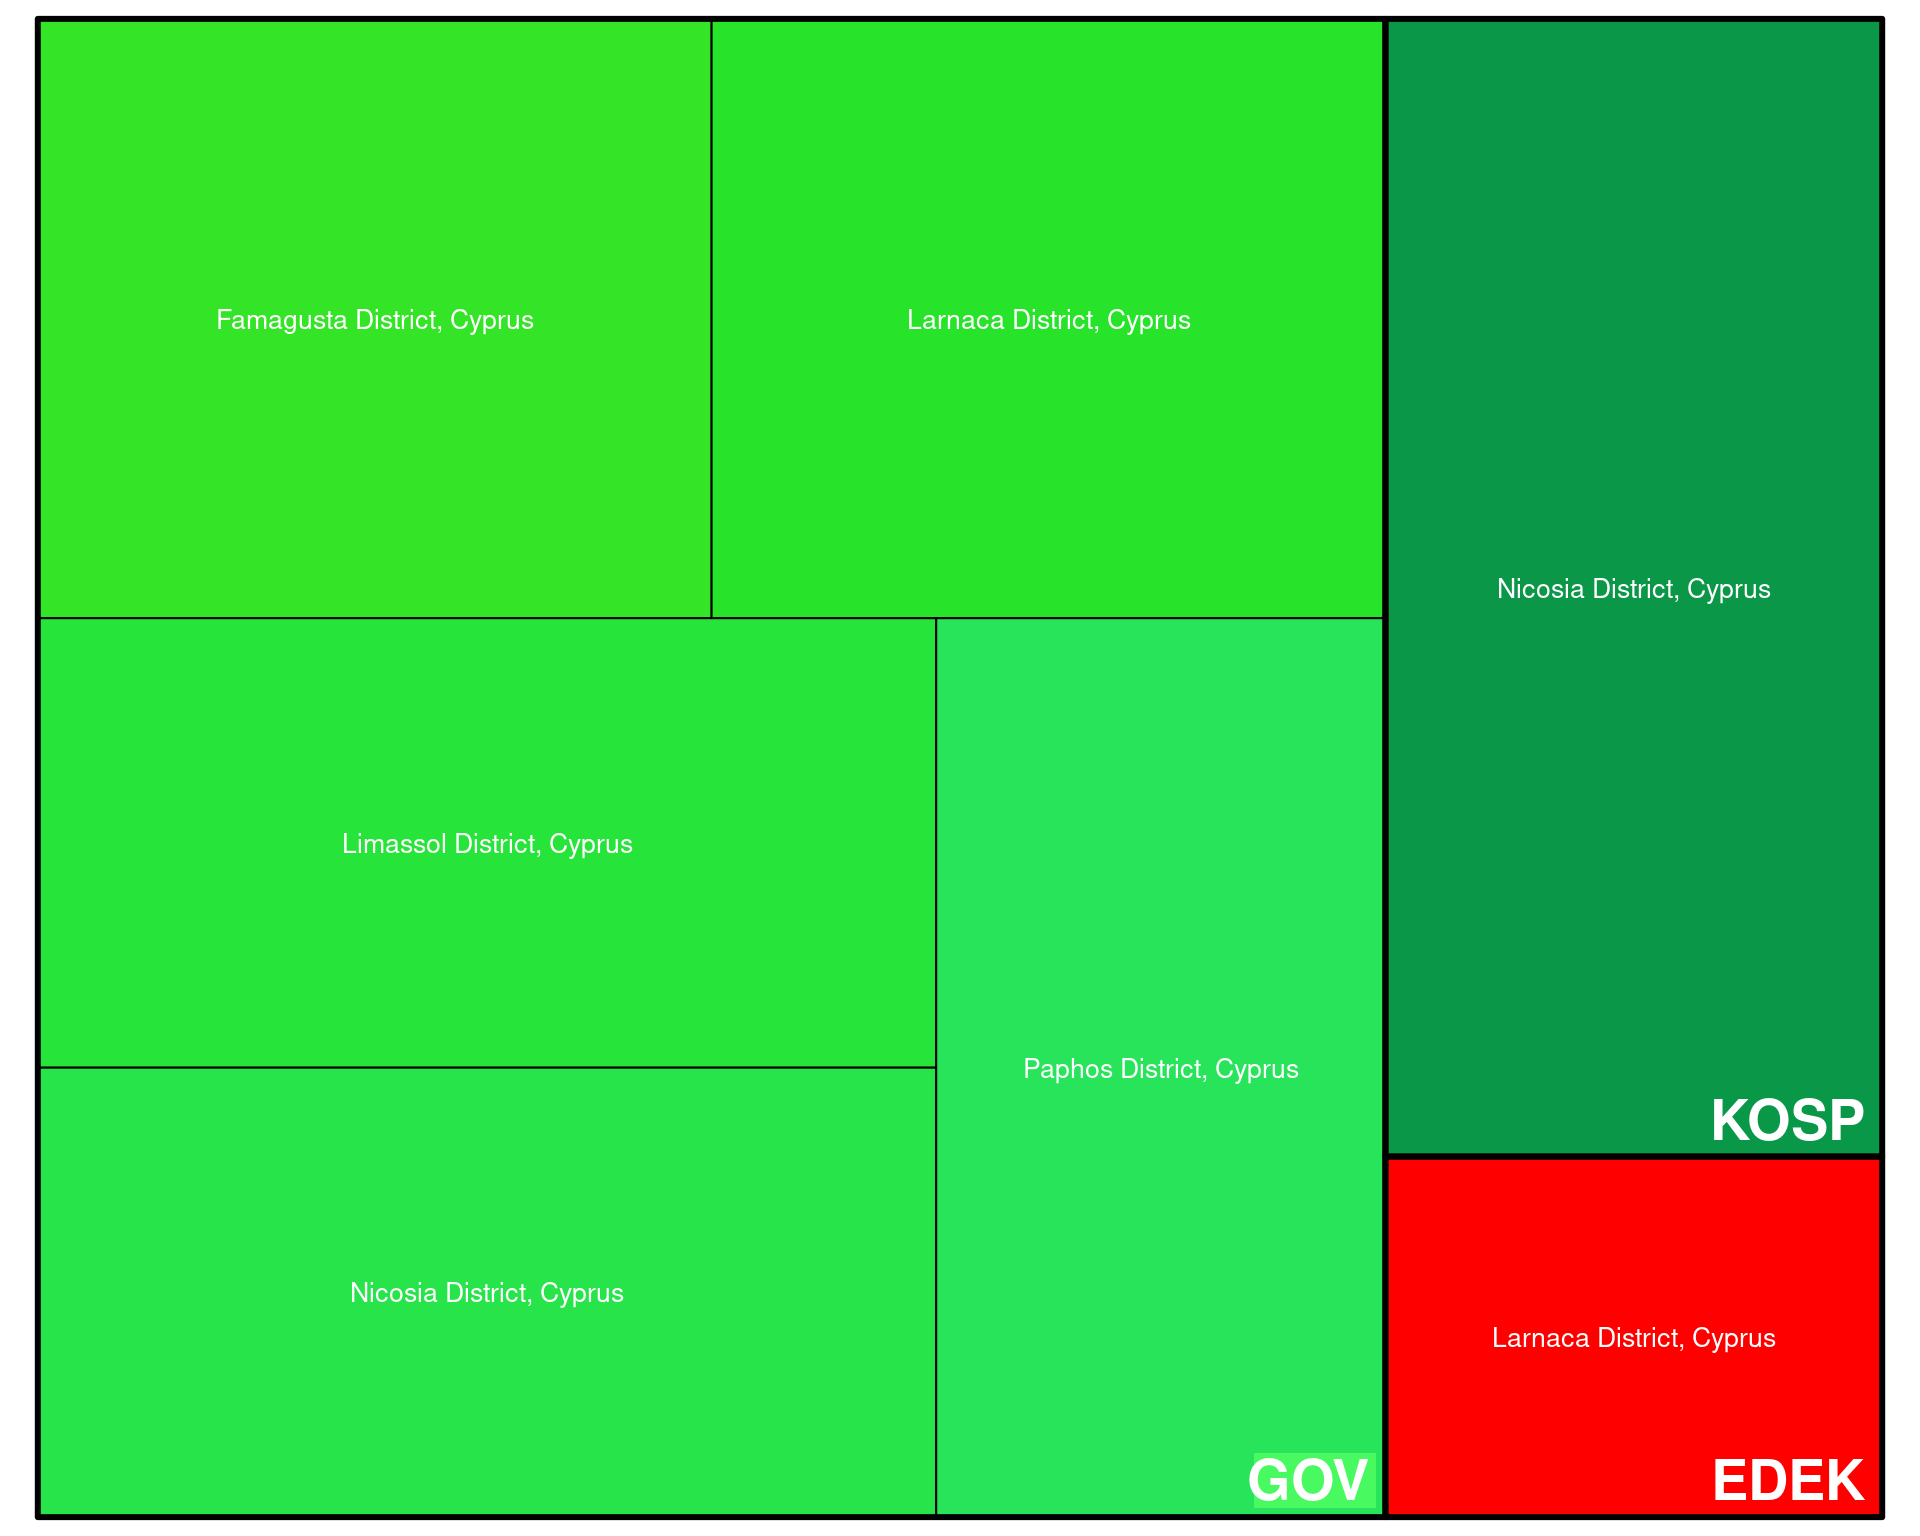 Famagusta District, Cyprus
Larnaca District, Cyprus
Limassol District, Cyprus
Nicosia District, Cyprus
Paphos District, Cyprus
GOV
Nicosia District, Cyprus
KOSP
Larnaca District, Cyprus
EDEK